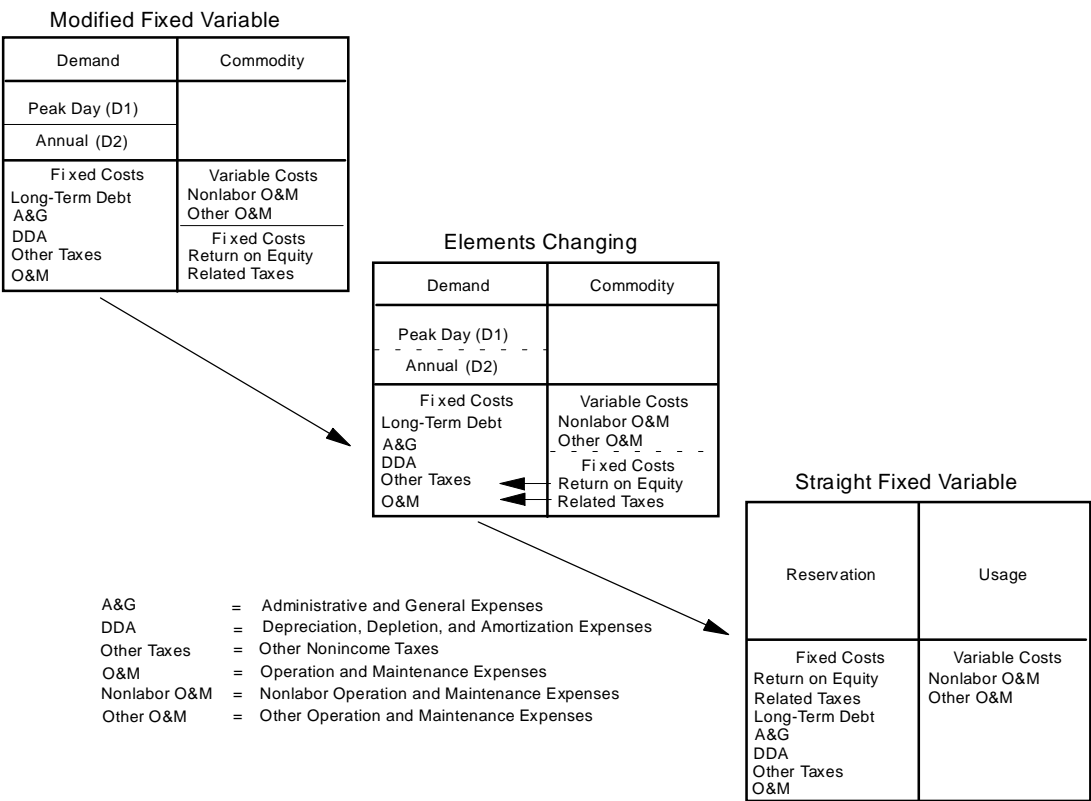 Modified Fixed Variable
Demand
Commodity
Peak Day (D1)
Annual (D2)
Fixed Costs
Long-Term Debt
A&G
DDA
Other Taxes
O&M
Variable Costs
Nonlabor O&M
Other O&M
Fixed Costs
Return on Equity
Related Taxes
Elements Changing
Demand
Commodity
Peak Day (D1)
Annual (D2)
Fixed Costs
Long-Term Debt
A&G
DDA
Other Taxes
O&M
Variable Costs
Nonlabor O&M
Other O&M
Fixed Costs
Return on Equity
Related Taxes
Straight Fixed Variable
Reservation
Usage
Fixed Costs
Return on Equity
Related Taxes
Long-Term Debt
A&G
DDA
Other Taxes
O&M
Variable Costs
Nonlabor O&M
Other O&M
A&G = Administrative and General Expenses
DDA = Depreciation, Depletion, and Amortization Expenses
Other Taxes = Other Nonincome Taxes
O&M = Operation and Maintenance Expenses
Nonlabor O&M = Nonlabor Operation and Maintenance Expenses
Other O&M = Other Operation and Maintenance Expenses